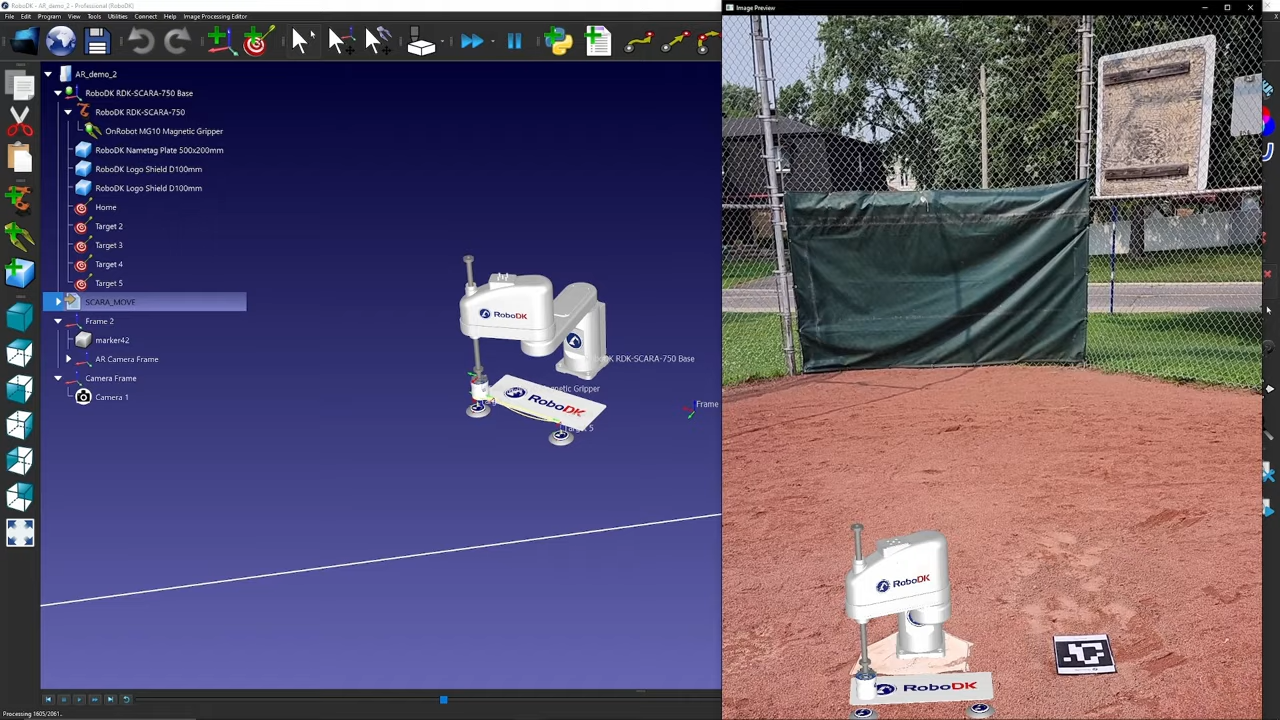 RoboDK - AR_demo_2 - Professional (RoboDK)
File Edit Program View Tools Utilities Connect Help Image Processing Editor
AR_demo_2
RoboDK RDK-SCARA-750 Base
RoboDK RDK-SCARA-750
OnRobot MG10 Magnetic Gripper
RoboDK Nametag Plate 500x200mm
RoboDK Logo Shield D100mm
RoboDK Logo Shield D100mm
Home
Target 2
Target 3
Target 4
Target 5
SCARA_MOVE
Frame 2
marker42
AR Camera Frame
Camera Frame
Camera 1
RoboDK
RDK-SCARA-750 Base
Gripper
RoboDK
Frame
Processing 1605/2061..
Image Preview
RoboDK
RoboDK